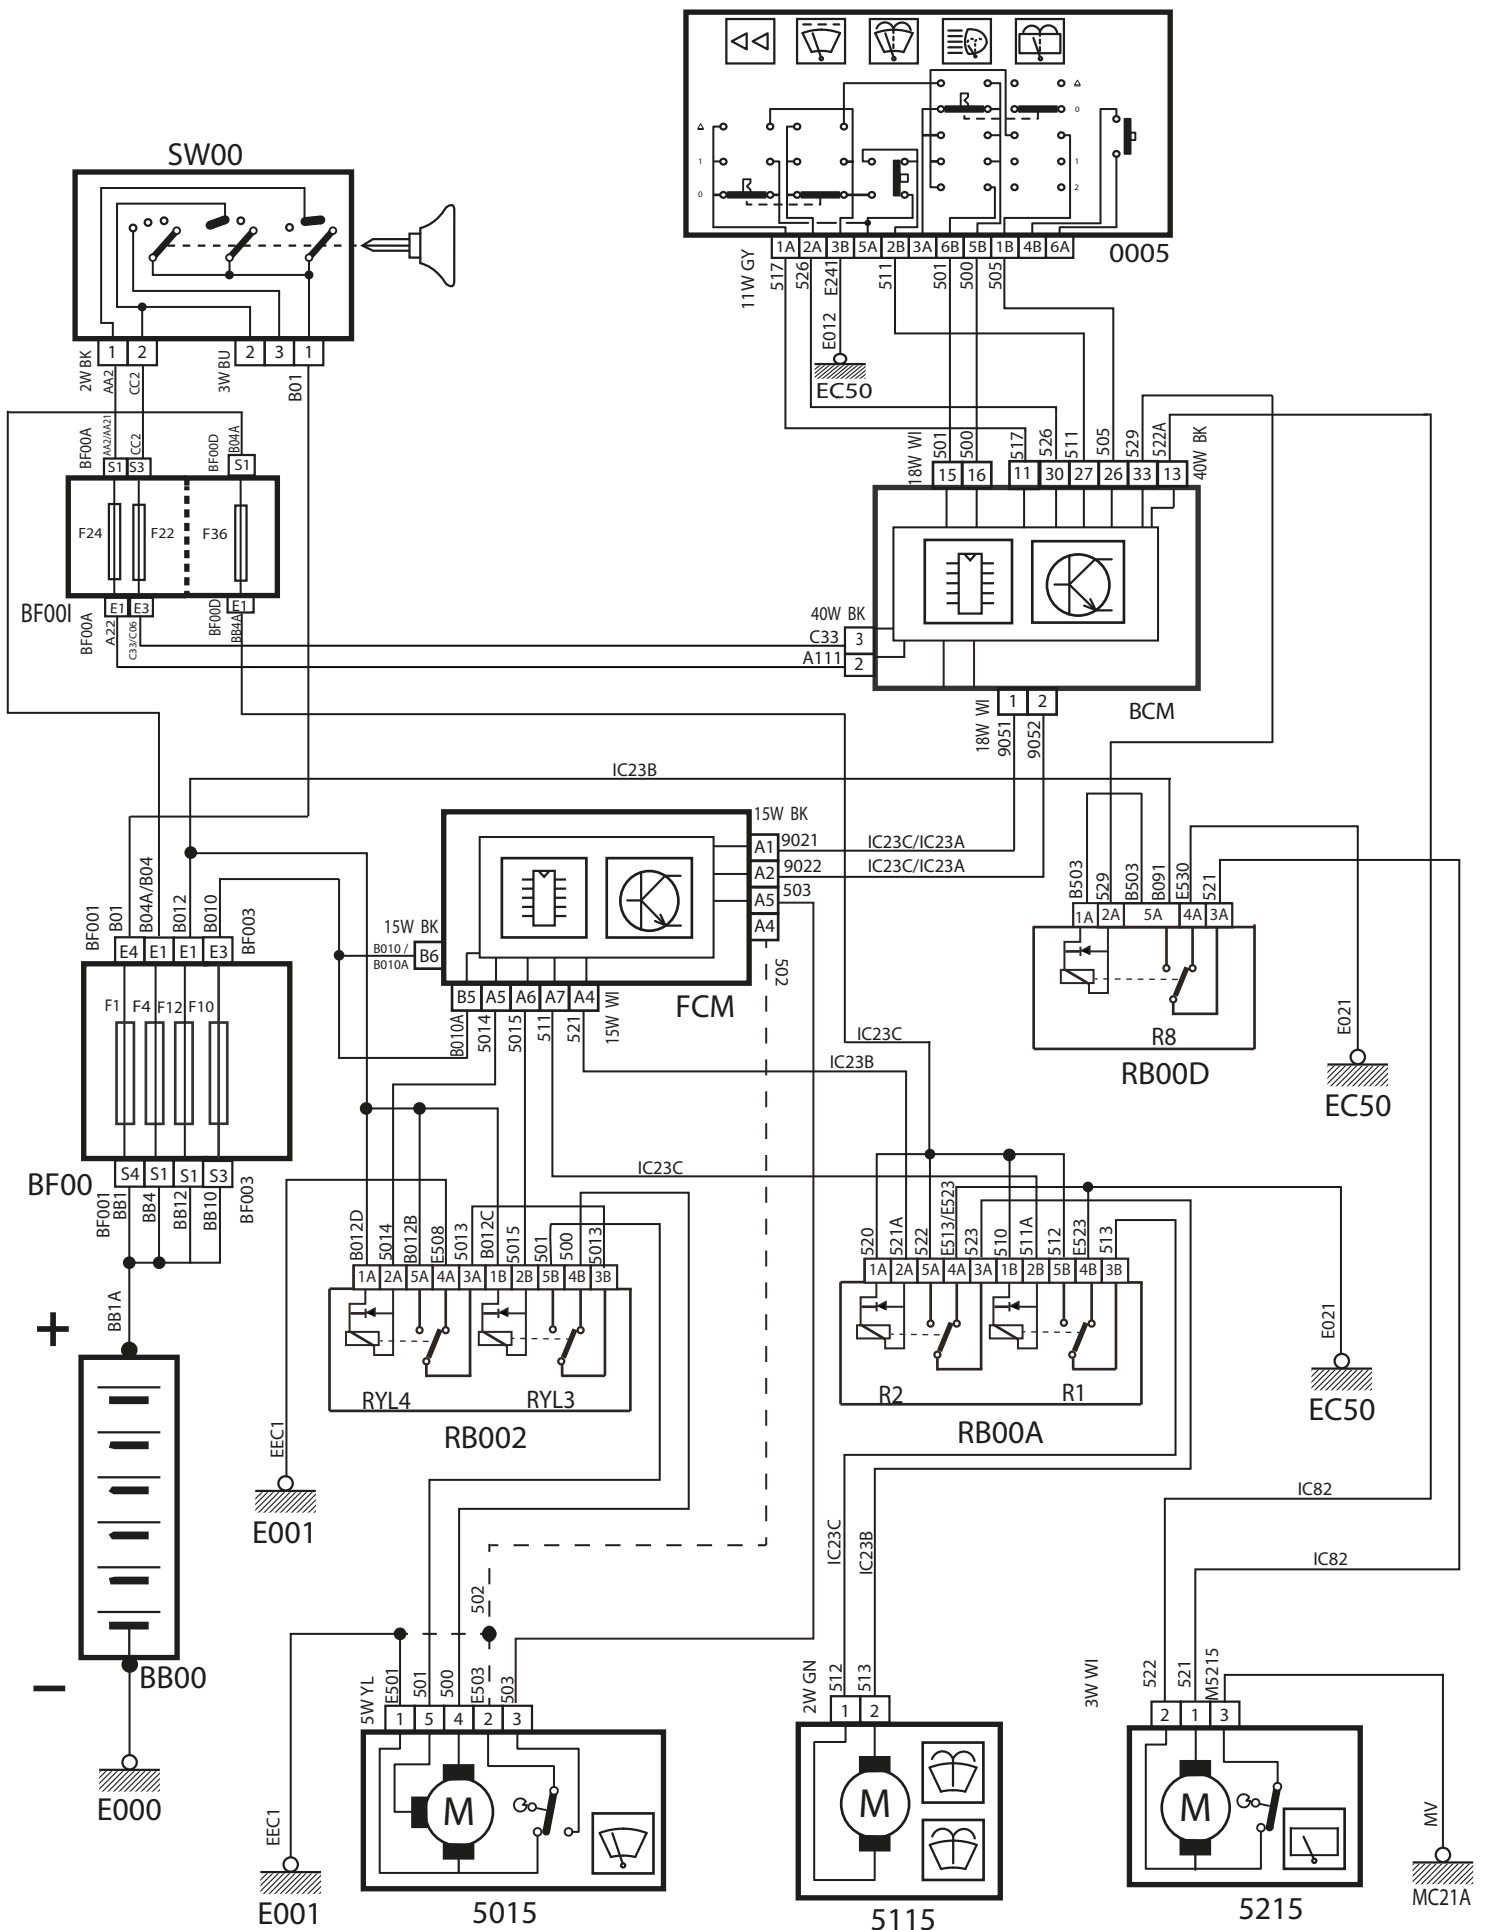 SW00
0005
△
1
0
△
0
1
2
1A 2A 3B 5A 2B 3A 6B 5B 1B 4B 6A
11W GY
517
526
E241
511
501
500
505
E012
EC50
1 2 2 3 1
2W BK
AA2
CC2
3W BU
B01
BF00A
AA2/AA21
CC2
BF00D
B04A
S1 S3 S1
F24 F22 F36
BF00I
E1 E3 E1
BF00A
A22
C33/C06
BF00D
BB4A
18W WI
501
500
517
526
511
505
529
522A
40W BK
15 16 11 30 27 26 33 13
40W BK
C33 3
A111 2
BCM
1 2
18W WI
9051
9052
IC23B
15W BK
A1 9021 IC23C/IC23A
A2 9022 IC23C/IC23A
A5 503
A4
502
15W BK
B010 /
B010A
B6
FCM
B5 A5 A6 A7 A4
B010A
5014
5015
511
521
15W WI
IC23C
IC23B
IC23C
B503
529
B503
B091
E530
521
1A 2A 5A 4A 3A
R8
RB00D
E021
EC50
BF001
B01
B04A/B04
B012
B010
BF003
E4 E1 E1 E3
F1 F4 F12 F10
S4 S1 S1 S3
BF00
BF001
BB1
BB4
BB12
BB10
BF003
BB1A
+
−
BB00
E000
B012D
5014
B012B
E508
5013
B012C
5015
501
500
5013
1A 2A 5A 4A 3A 1B 2B 5B 4B 3B
RYL4 RYL3
RB002
EEC1
E001
520
521A
522
E513/E523
523
510
511A
512
E523
513
1A 2A 5A 4A 3A 1B 2B 5B 4B 3B
R2 R1
RB00A
E021
EC50
IC82
IC82
IC23C
IC23B
502
EEC1
E001
5W YL
E501
501
500
E503
503
1 5 4 2 3
M
5015
2W GN
512
513
1 2
M
5115
3W WI
522
521
M5215
2 1 3
M
5215
MV
MC21A